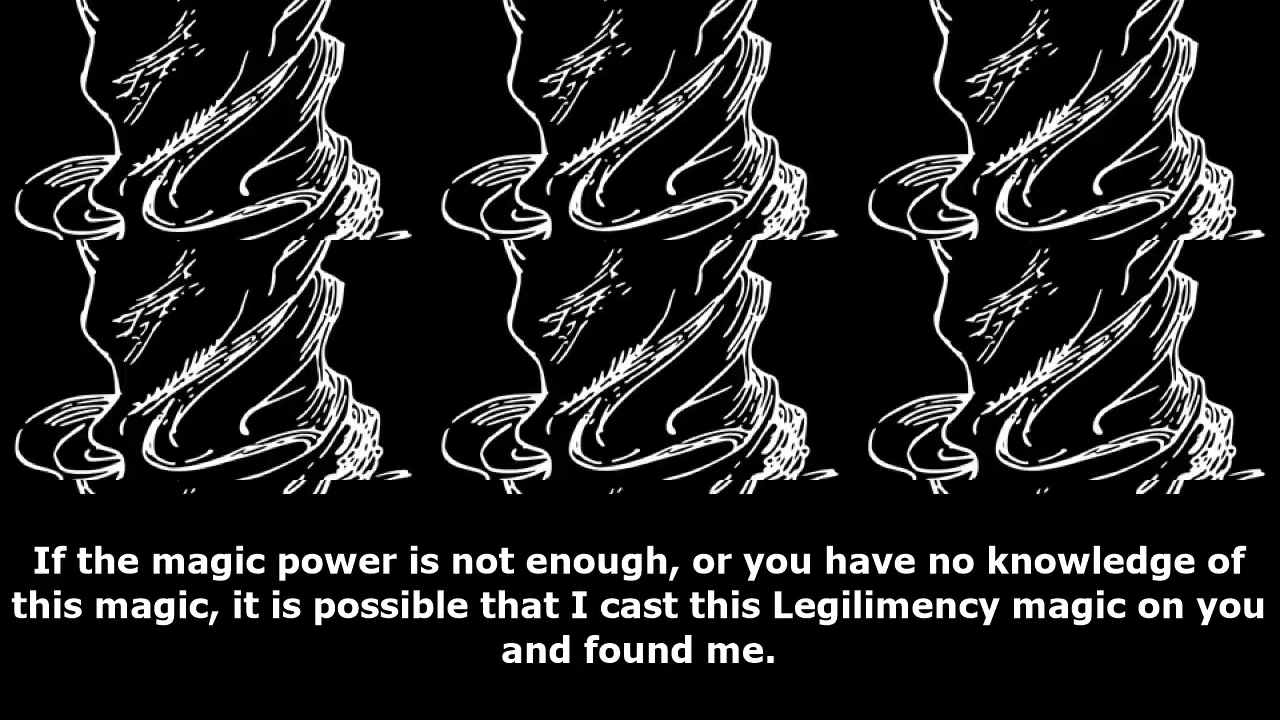 If the magic power is not enough, or you have no knowledge of
this magic, it is possible that I cast this Legilimency magic on you
and found me.